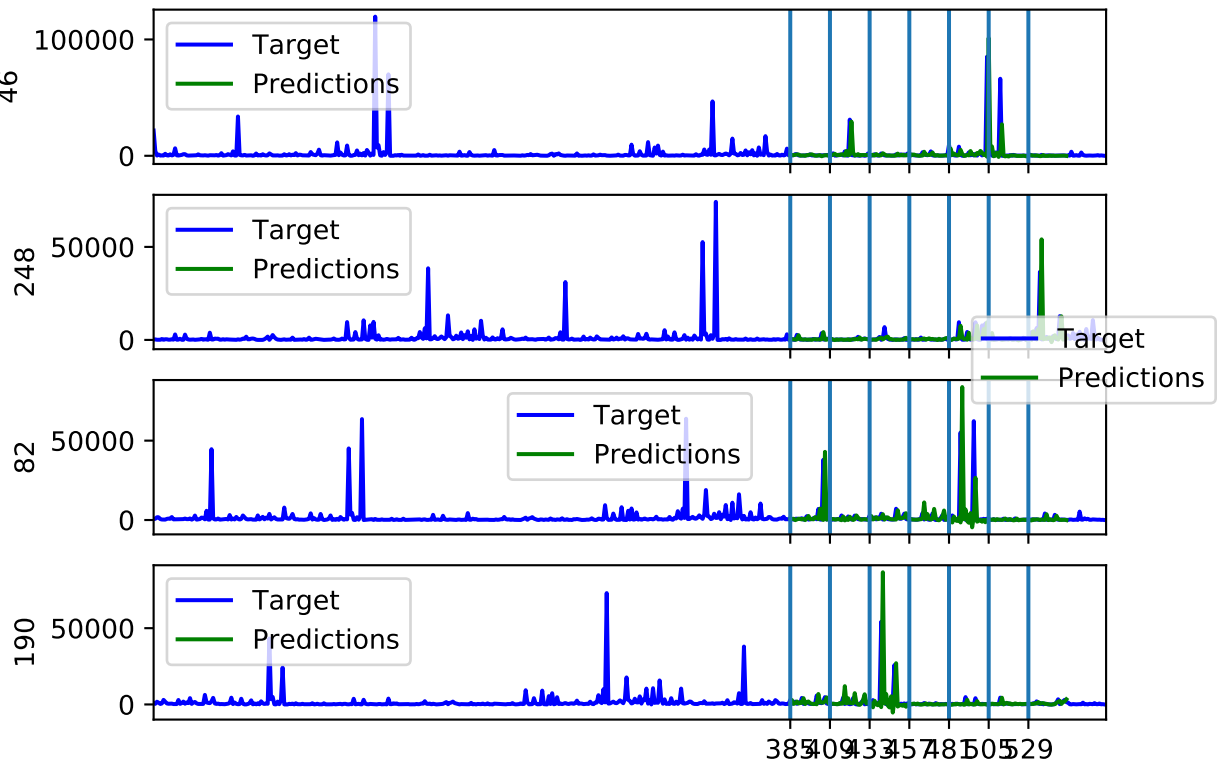 46
100000
0
Target
Predictions
248
50000
0
Target
Predictions
Target
Predictions
82
50000
0
Target
Predictions
190
50000
0
Target
Predictions
385 409 433 457 481 505 529